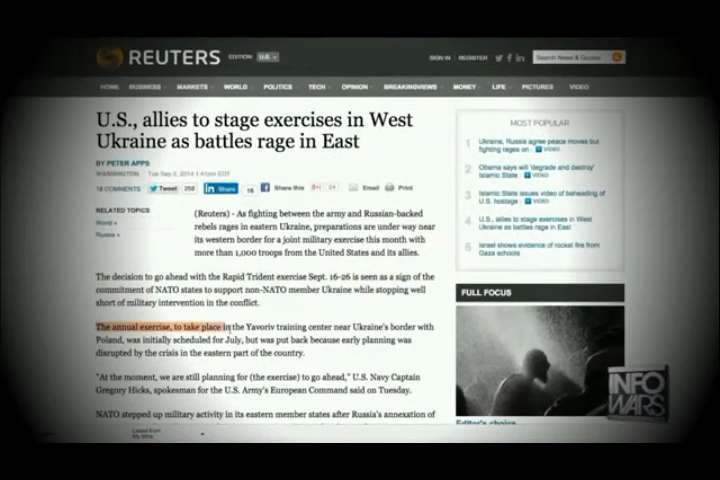 REUTERS EDITION: U.S.
SIGN IN | REGISTER
Search News & Quotes
HOME BUSINESS MARKETS WORLD POLITICS TECH OPINION BREAKINGVIEWS MONEY LIFE PICTURES VIDEO
U.S., allies to stage exercises in West
Ukraine as battles rage in East
BY PETER APPS
WASHINGTON Tue Sep 2, 2014 1:41pm EDT
18 COMMENTS Tweet 258 Share 18 Share this 24 Email Print
RELATED TOPICS
World »
Russia »
(Reuters) - As fighting between the army and Russian-backed
rebels rages in eastern Ukraine, preparations are under way near
its western border for a joint military exercise this month with
more than 1,000 troops from the United States and its allies.
The decision to go ahead with the Rapid Trident exercise Sept. 16-26 is seen as a sign of the
commitment of NATO states to support non-NATO member Ukraine while stopping well
short of military intervention in the conflict.
The annual exercise, to take place in the Yavoriv training center near Ukraine's border with
Poland, was initially scheduled for July, but was put back because early planning was
disrupted by the crisis in the eastern part of the country.
"At the moment, we are still planning for (the exercise) to go ahead," U.S. Navy Captain
Gregory Hicks, spokesman for the U.S. Army's European Command said on Tuesday.
NATO stepped up military activity in its eastern member states after Russia's annexation of
MOST POPULAR
1 Ukraine, Russia agree peace moves but
fighting rages on VIDEO
2 Obama says will 'degrade and destroy'
Islamic State VIDEO
3 Islamic State issues video of beheading of
U.S. hostage VIDEO
4 U.S., allies to stage exercises in West
Ukraine as battles rage in East
5 Israel shows evidence of rocket fire from
Gaza schools
FULL FOCUS
Editor's choice
INFO
WARS